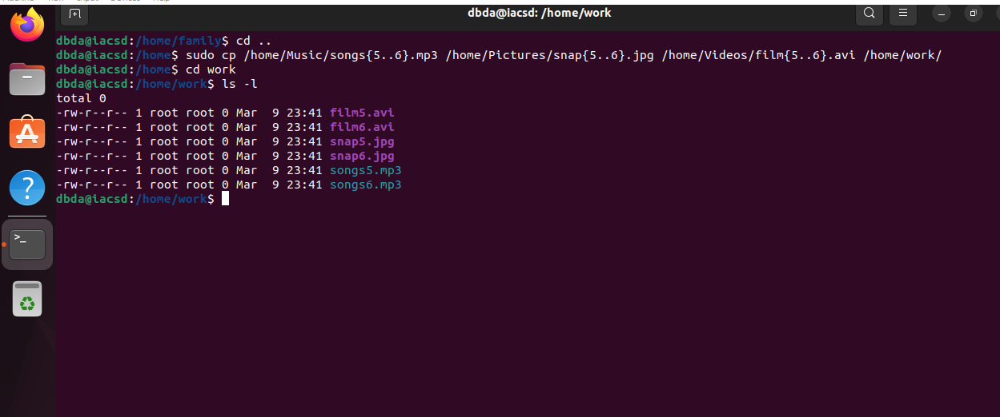 dbda@iacsd: /home/work
dbda@iacsd:/home/family$ cd ..
dbda@iacsd:/home$ sudo cp /home/Music/songs{5..6}.mp3 /home/Pictures/snap{5..6}.jpg /home/Videos/film{5..6}.avi /home/work/
dbda@iacsd:/home$ cd work
dbda@iacsd:/home/work$ ls -l
total 0
-rw-r--r-- 1 root root 0 Mar  9 23:41 film5.avi
-rw-r--r-- 1 root root 0 Mar  9 23:41 film6.avi
-rw-r--r-- 1 root root 0 Mar  9 23:41 snap5.jpg
-rw-r--r-- 1 root root 0 Mar  9 23:41 snap6.jpg
-rw-r--r-- 1 root root 0 Mar  9 23:41 songs5.mp3
-rw-r--r-- 1 root root 0 Mar  9 23:41 songs6.mp3
dbda@iacsd:/home/work$